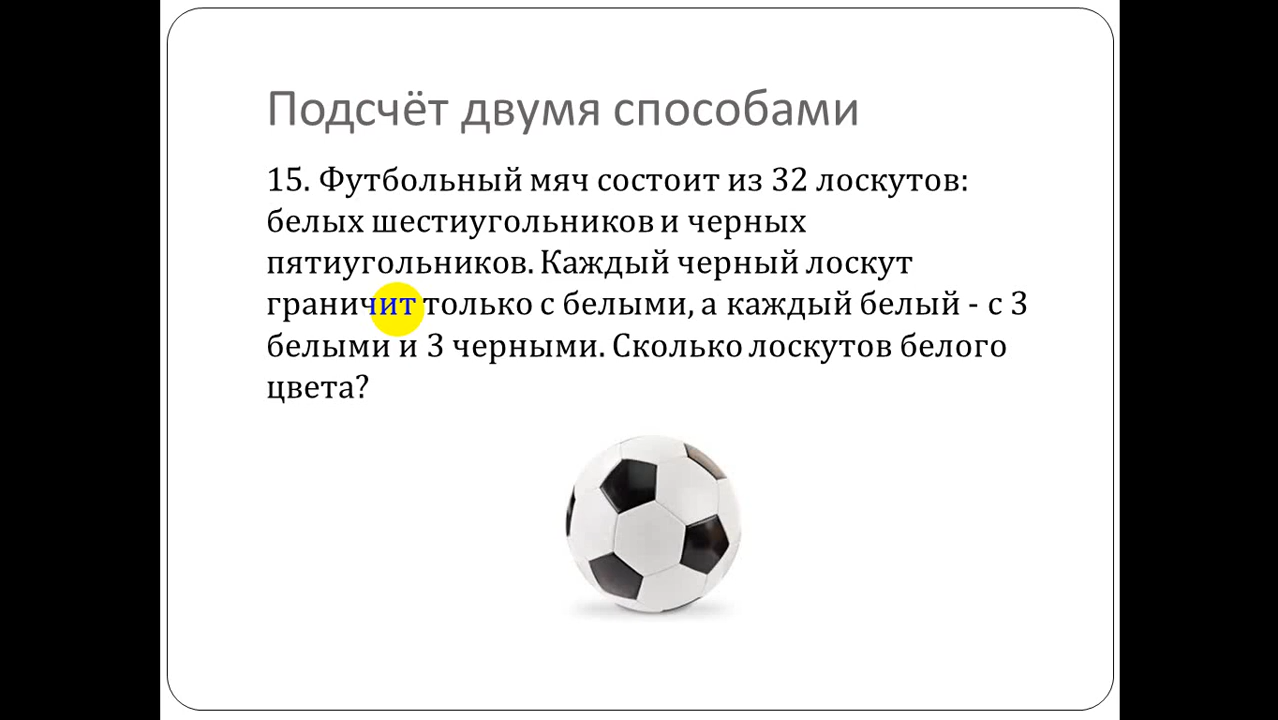 Подсчёт двумя способами
15. Футбольный мяч состоит из 32 лоскутов:
белых шестиугольников и черных
пятиугольников. Каждый черный лоскут
граничит только с белыми, а каждый белый - с 3
белыми и 3 черными. Сколько лоскутов белого
цвета?